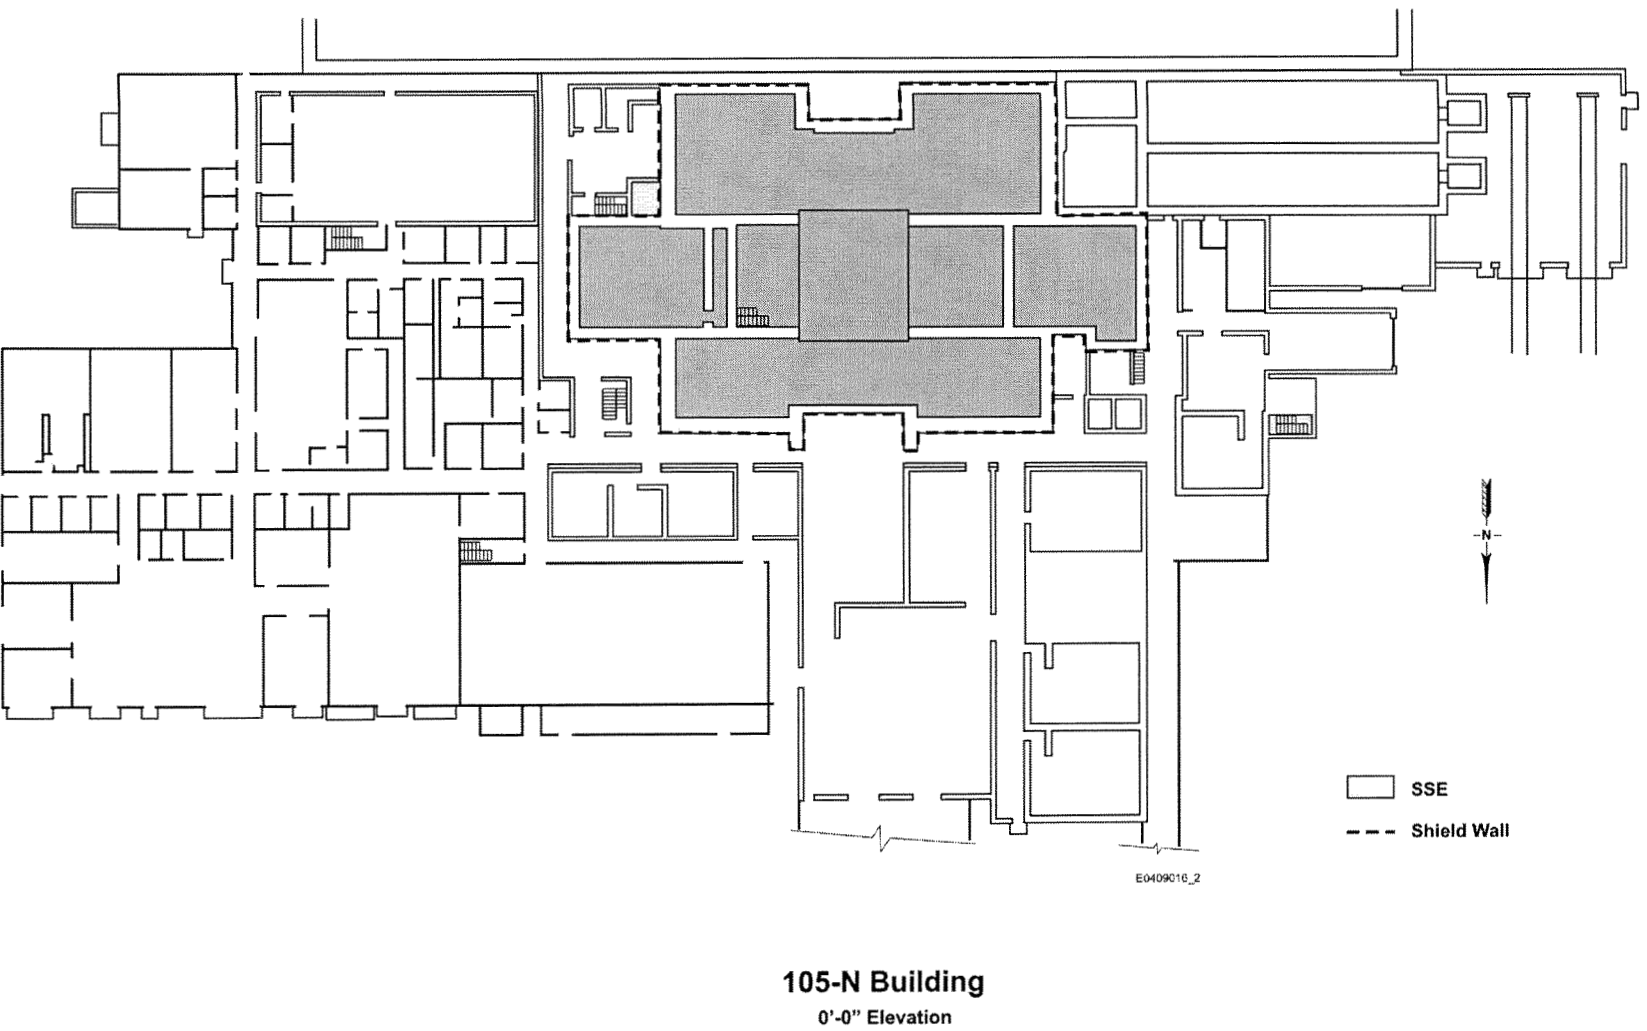 N
SSE
Shield Wall
E0409016_2
105-N Building
0'-0" Elevation